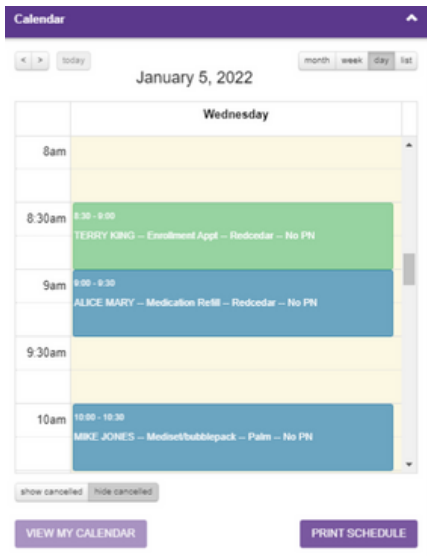 Calendar
< > today
month week day list
January 5, 2022
Wednesday
8am
8:30am
8:30 - 9:00
TERRY KING -- Enrollment Appt -- Redcedar -- No PN
9am
9:00 - 9:30
ALICE MARY -- Medication Refill -- Redcedar -- No PN
9:30am
10am
10:00 - 10:30
MIKE JONES -- Mediset/bubblepack -- Palm -- No PN
show cancelled hide cancelled
VIEW MY CALENDAR
PRINT SCHEDULE